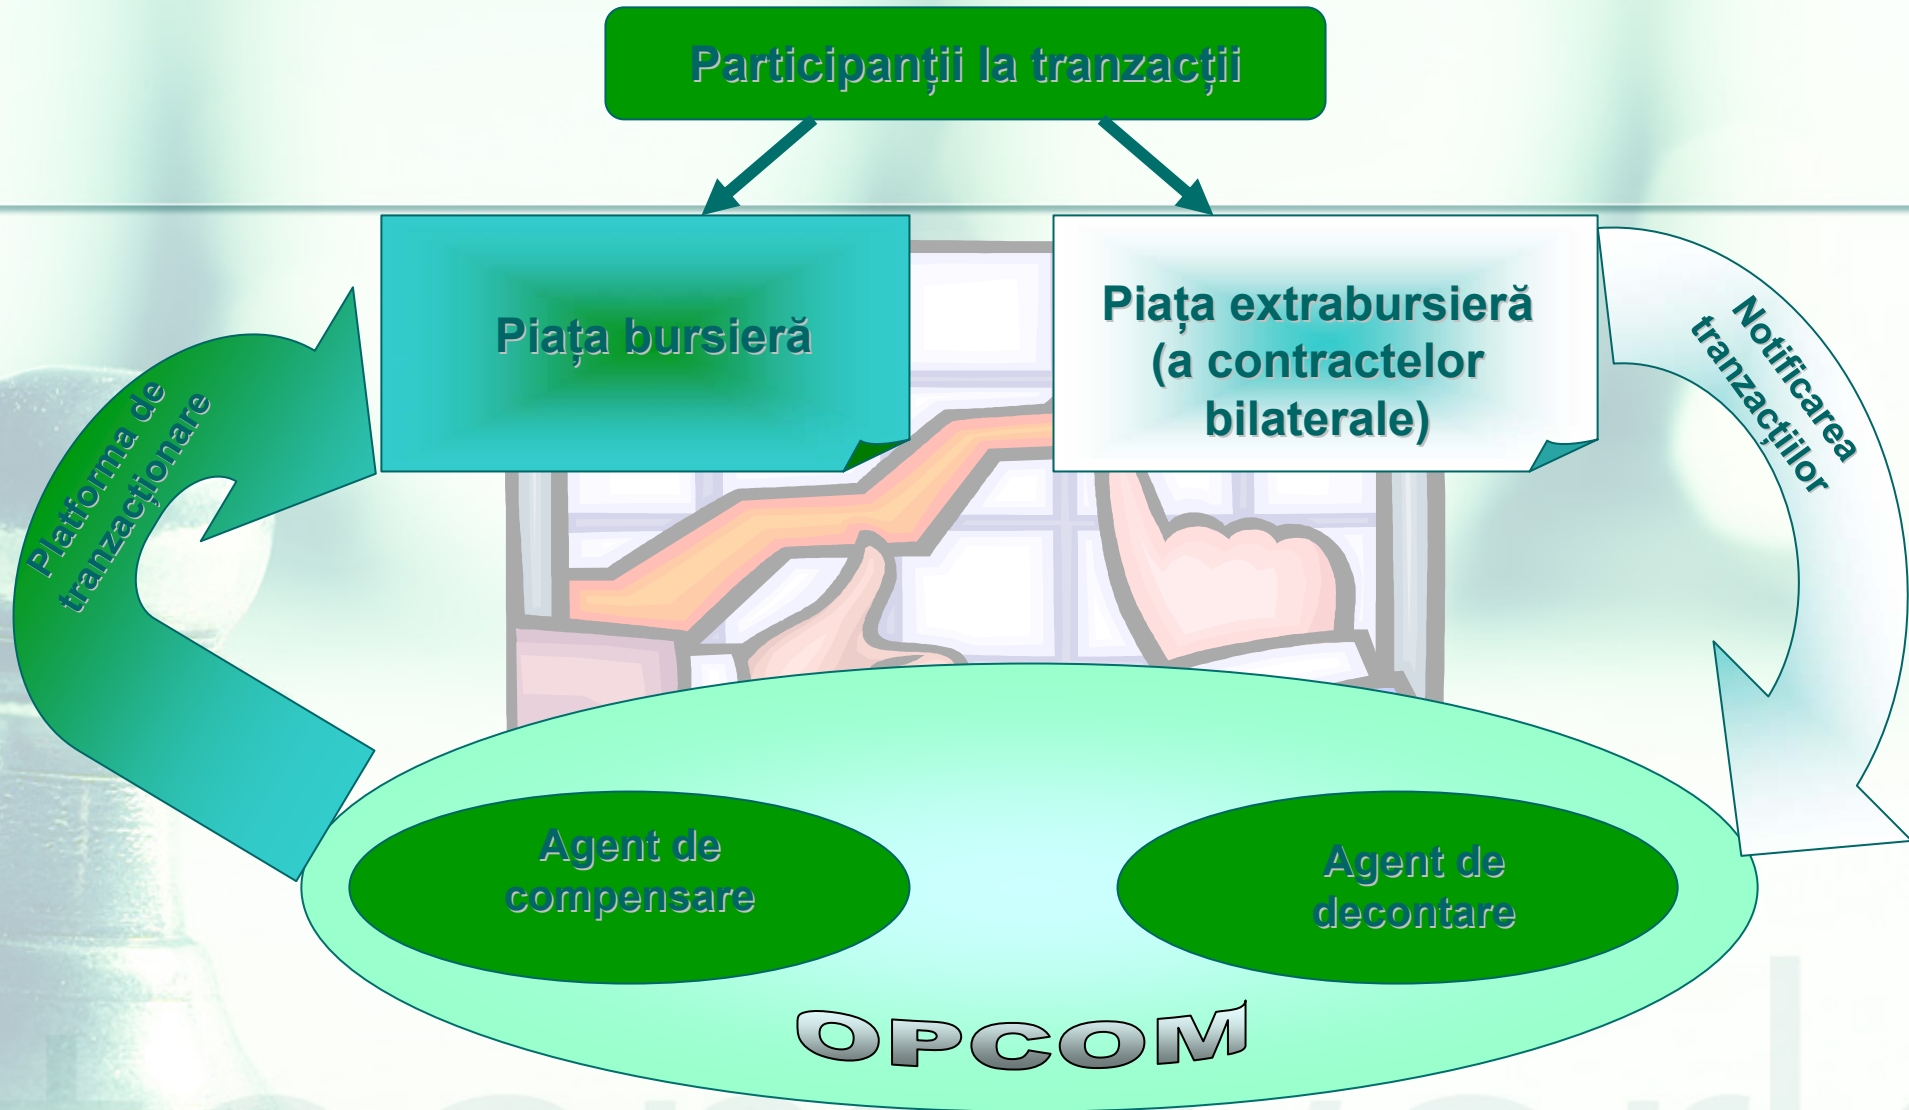 Participanții la tranzacții
Piața bursieră
Piața extrabursieră
(a contractelor
bilaterale)
Platforma de
tranzacționare
Notificarea
tranzacțiilor
Agent de
compensare
Agent de
decontare
OPCOM